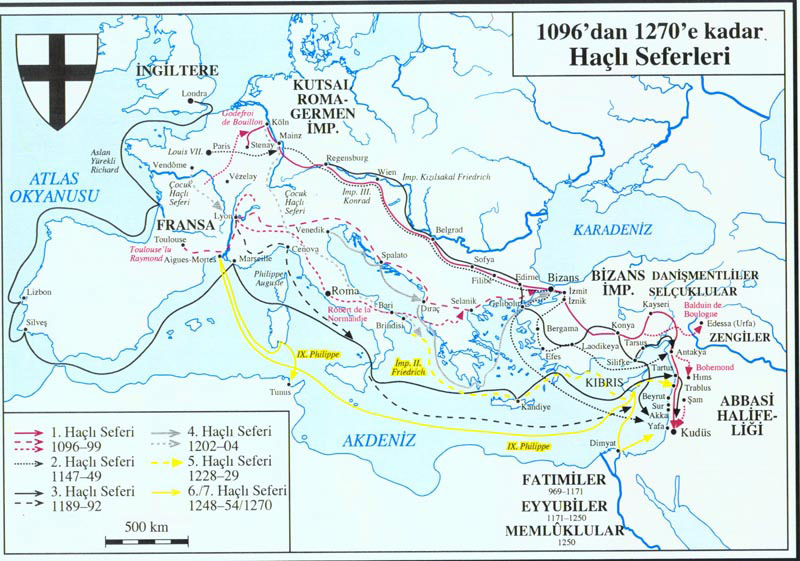 1096’dan 1270’e kadar
Haçlı Seferleri
İNGİLTERE
Londra
KUTSAL
ROMA-
GERMEN
İMP.
Godefroi
de Bouillon
Köln
Mainz
Louis VII.
Paris
Stenay
Aslan
Yürekli
Richard
Vendôme
Vézelay
Regensburg
Wien
Imp. Kızılsakal Friedrich
Imp. III.
Konrad
ATLAS
OKYANUSU
Çocuk
Haçlı
Seferi
Çocuk
Haçlı
Seferi
Lyon
FRANSA
Toulouse
Toulouse’lu
Raymond
Aigues-Mortes
Marseille
Venedik
Cenova
Philippe
Auguste
Belgrad
Spalato
Sofya
Filibe
Edirne
KARADENİZ
Bizans
İzmit
İznik
BİZANS
İMP.
DANİŞMENTLİLER
SELÇUKLULAR
Kayseri
Balduin de
Boulogne
Edessa (Urfa)
ZENGİLER
Roma
Robert de la
Normandie
Bari
Brindisi
Dıraç
Selanik
Gelibolu
Bergama
Efes
Laodikeya
Konya
Tarsus
Silifke
Antakya
Bohemond
Lizbon
Silveş
IX. Philippe
Tunus
Imp. II.
Friedrich
Kandiye
KIBRIS
Tartus
Hıms
Trablus
Şam
Beyrut
Sur
Akka
Yafa
Kudüs
ABBASİ
HALİFE-
LİĞİ
AKDENİZ
IX. Philippe
Dimyat
FATIMİLER
969–1171
EYYUBİLER
1171–1250
MEMLÛKLULAR
1250
1. Haçlı Seferi
1096–99
2. Haçlı Seferi
1147–49
3. Haçlı Seferi
1189–92
4. Haçlı Seferi
1202–04
5. Haçlı Seferi
1228–29
6./7. Haçlı Seferi
1248–54/1270
500 km